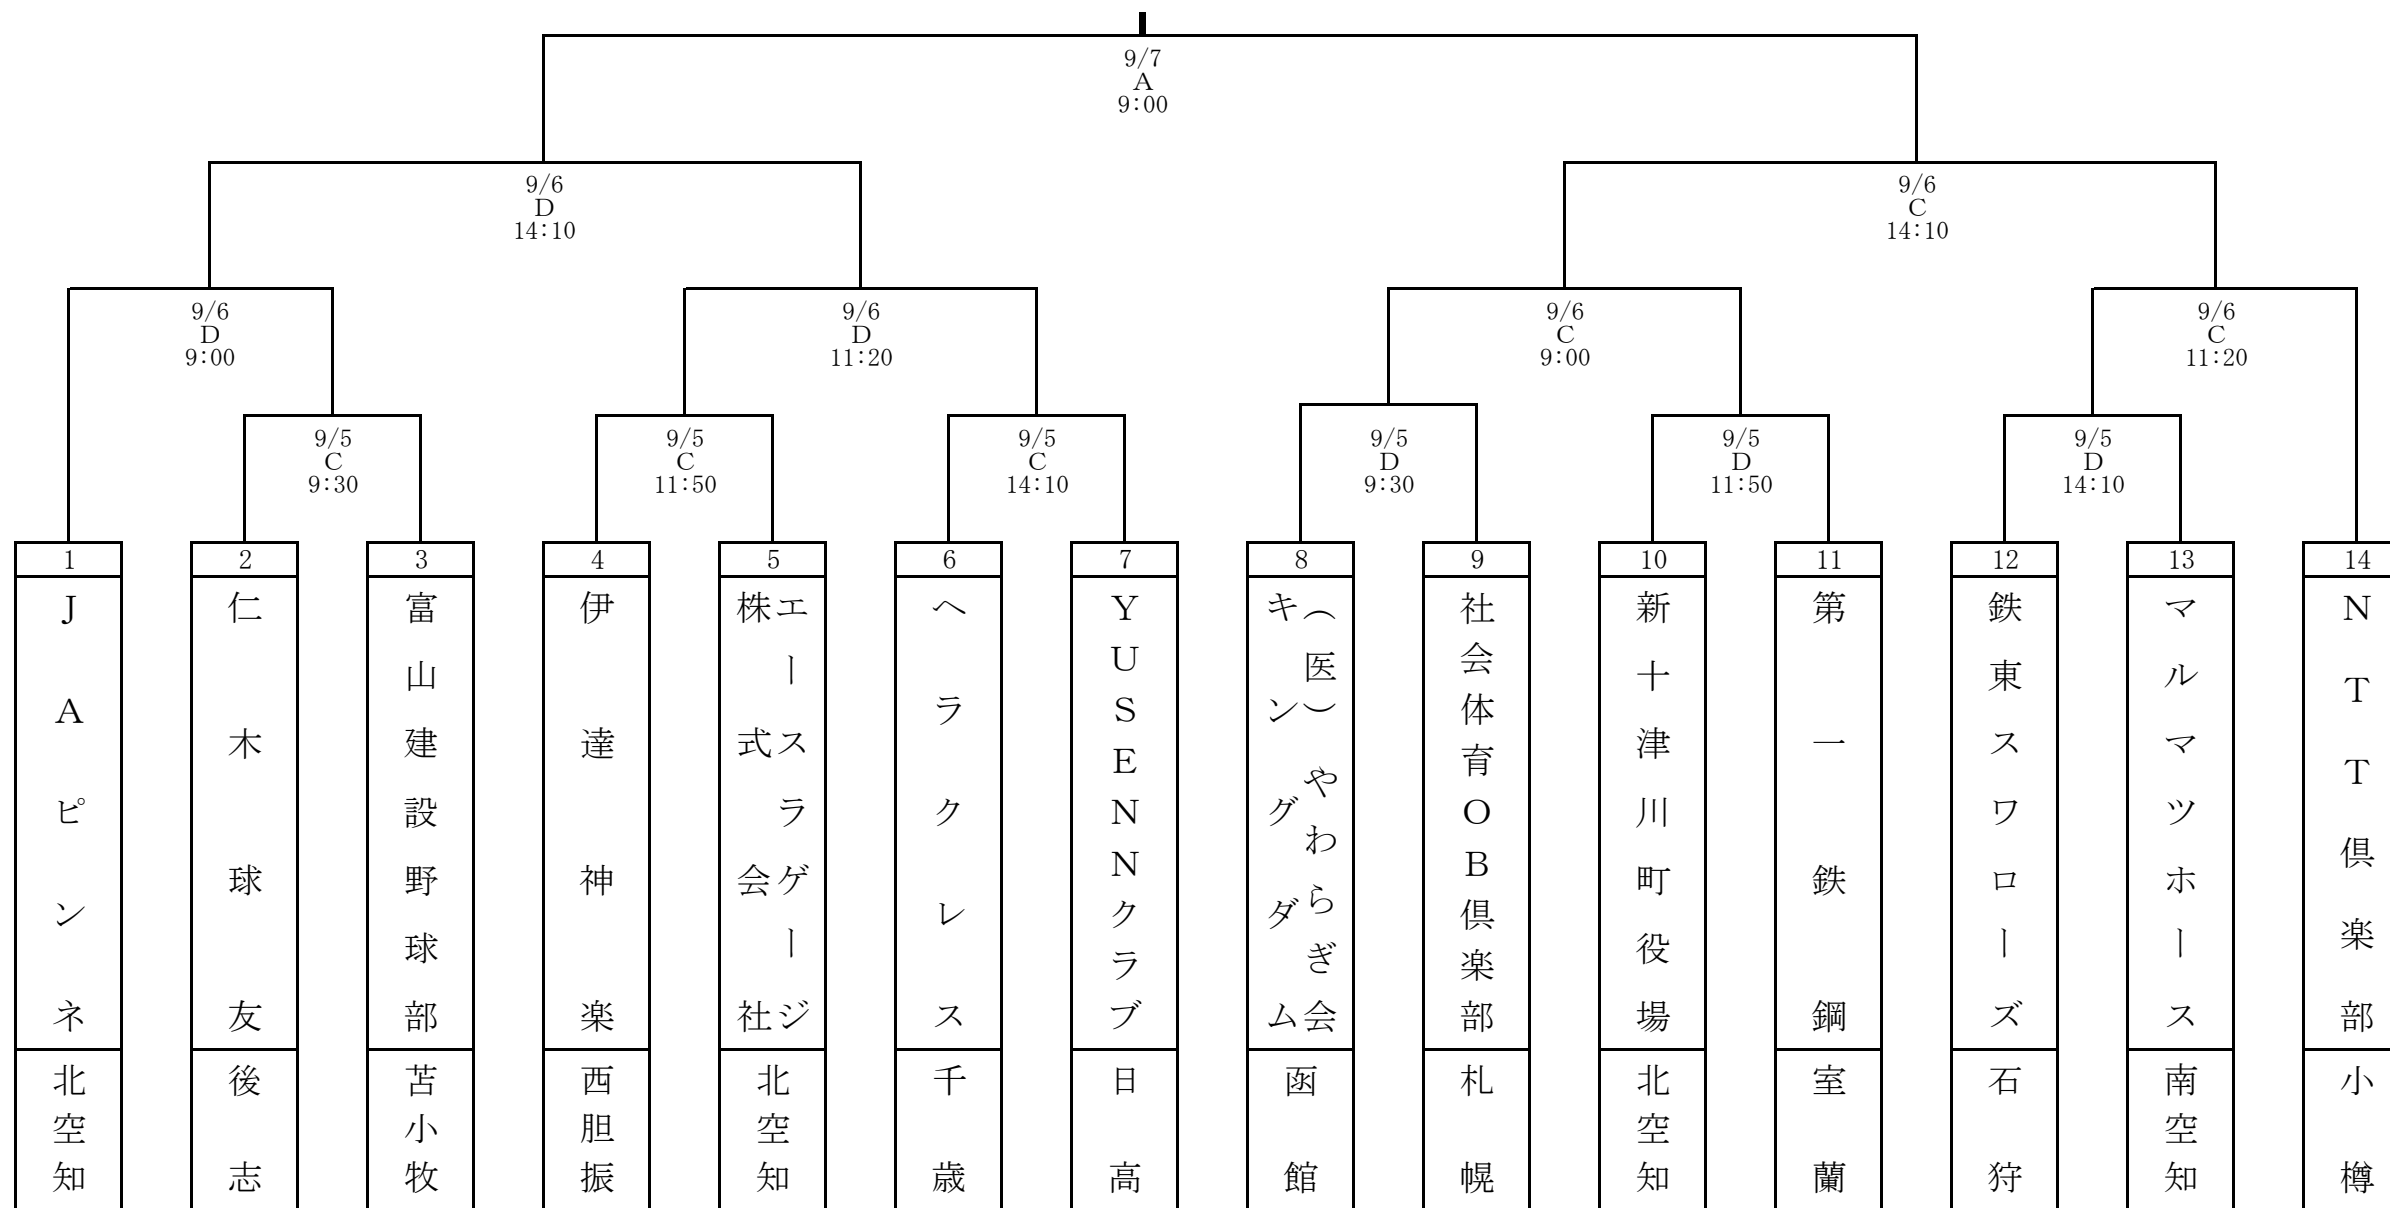 9/7
A
9:00
9/6
D
14:10
9/6
C
14:10
9/6
D
9:00
9/6
D
11:20
9/6
C
9:00
9/6
C
11:20
9/5
C
9:30
9/5
C
11:50
9/5
C
14:10
9/5
D
9:30
9/5
D
11:50
9/5
D
14:10
1
JAピンネ
北空知
2
仁木球友
後志
3
富山建設野球部
苫小牧
4
伊達神楽
西胆振
5
エースラゲージ
株式会社
北空知
6
ヘラクレス
千歳
7
YUSENNクラブ
日高
8
（医）やわらぎ会
キングダム
函館
9
社会体育OB倶楽部
札幌
10
新十津川町役場
北空知
11
第一鉄鋼
室蘭
12
鉄東スワローズ
石狩
13
マルマツホース
南空知
14
NTT倶楽部
小樽